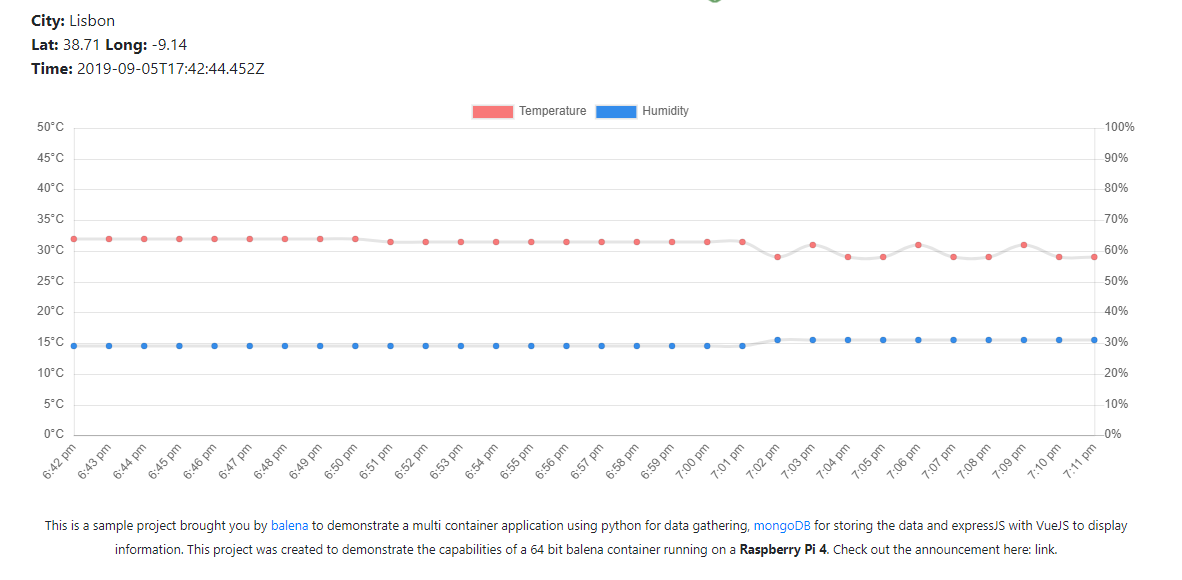 City: Lisbon
Lat: 38.71 Long: -9.14
Time: 2019-09-05T17:42:44.452Z
Temperature Humidity
50°C 100%
45°C 90%
40°C 80%
35°C 70%
30°C 60%
25°C 50%
20°C 40%
15°C 30%
10°C 20%
5°C 10%
0°C 0%
6:42 pm 6:43 pm 6:44 pm 6:45 pm 6:46 pm 6:47 pm 6:48 pm 6:49 pm 6:50 pm 6:51 pm 6:52 pm 6:53 pm 6:54 pm 6:55 pm 6:56 pm 6:57 pm 6:58 pm 6:59 pm 7:00 pm 7:01 pm 7:02 pm 7:03 pm 7:04 pm 7:05 pm 7:06 pm 7:07 pm 7:08 pm 7:09 pm 7:10 pm 7:11 pm
This is a sample project brought you by balena to demonstrate a multi container application using python for data gathering, mongoDB for storing the data and expressJS with VueJS to display
information. This project was created to demonstrate the capabilities of a 64 bit balena container running on a Raspberry Pi 4. Check out the announcement here: link.